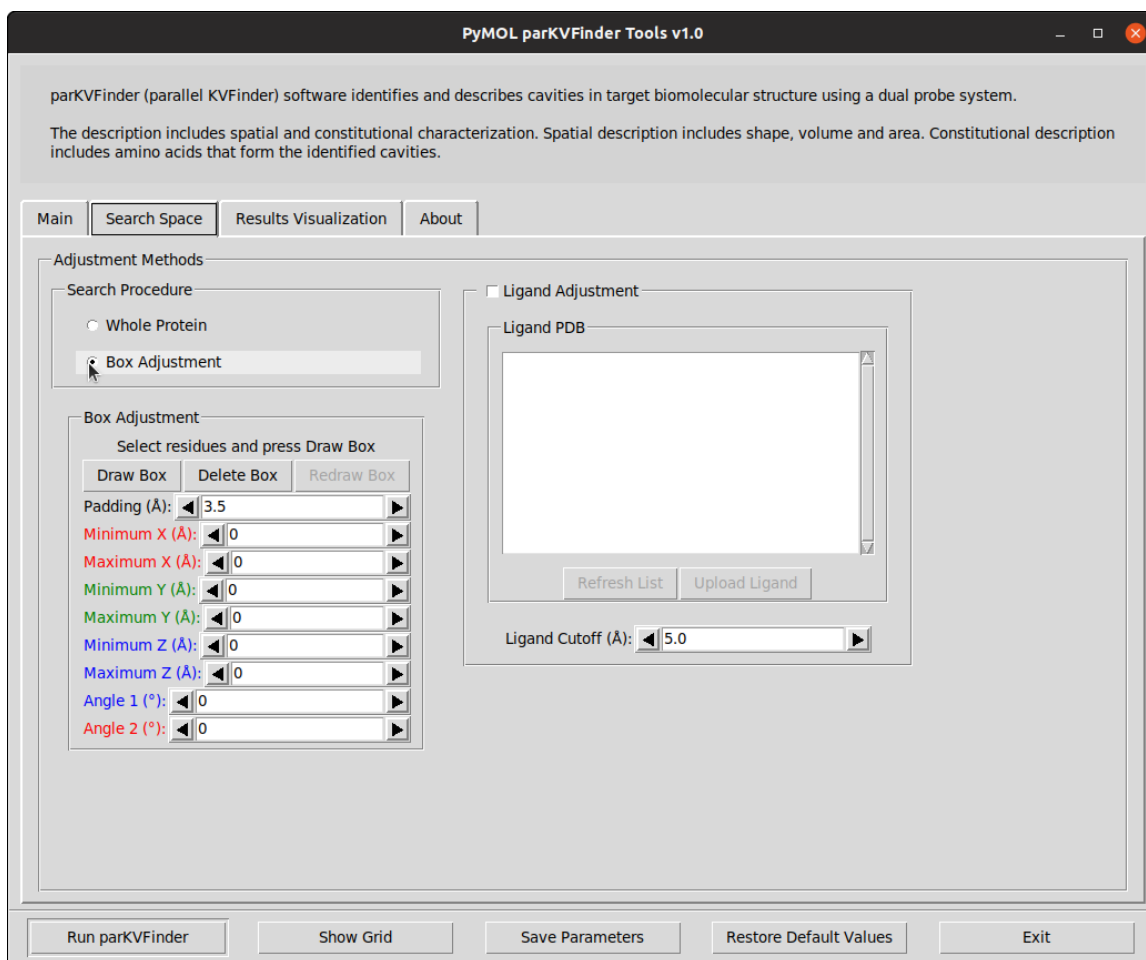 PyMOL parKVFinder Tools v1.0
parKVFinder (parallel KVFinder) software identifies and describes cavities in target biomolecular structure using a dual probe system.
The description includes spatial and constitutional characterization. Spatial description includes shape, volume and area. Constitutional description
includes amino acids that form the identified cavities.
Main
Search Space
Results Visualization
About
Adjustment Methods
Search Procedure
Whole Protein
Box Adjustment
Box Adjustment
Select residues and press Draw Box
Draw Box
Delete Box
Redraw Box
Padding (Å): 3.5
Minimum X (Å): 0
Maximum X (Å): 0
Minimum Y (Å): 0
Maximum Y (Å): 0
Minimum Z (Å): 0
Maximum Z (Å): 0
Angle 1 (°): 0
Angle 2 (°): 0
Ligand Adjustment
Ligand PDB
Refresh List
Upload Ligand
Ligand Cutoff (Å): 5.0
Run parKVFinder
Show Grid
Save Parameters
Restore Default Values
Exit